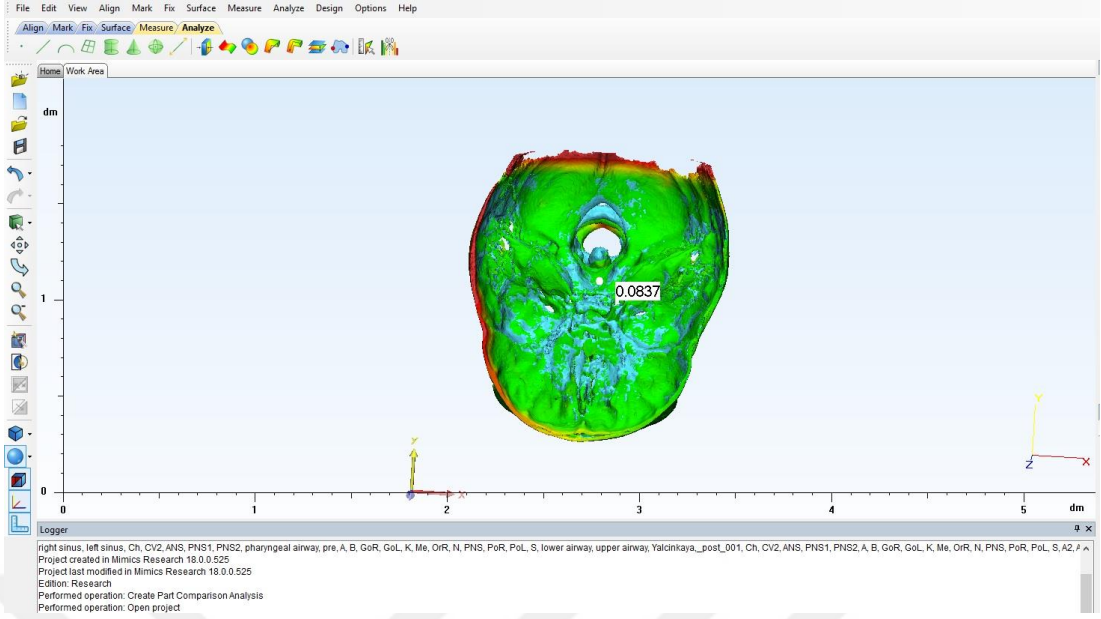 File Edit View Align Mark Fix Surface Measure Analyze Design Options Help
Align Mark Fix Surface Measure Analyze
Home Work Area
dm
1
0.0837
Y
Z X
Y
X
0
0 1 2 3 4 5 dm
Logger
right sinus, left sinus, Ch, CV2, ANS, PNS1, PNS2, pharyngeal airway, pre, A, B, GoR, GoL, K, Me, OrR, N, PNS, PoR, PoL, S, lower airway, upper airway, Yalcinkaya,_post_001, Ch, CV2, ANS, PNS1, PNS2, A, B, GoR, GoL, K, Me, OrR, N, PNS, PoR, PoL, S, A2,
Project created in Mimics Research 18.0.0.525
Project last modified in Mimics Research 18.0.0.525
Edition: Research
Performed operation: Create Part Comparison Analysis
Performed operation: Open project